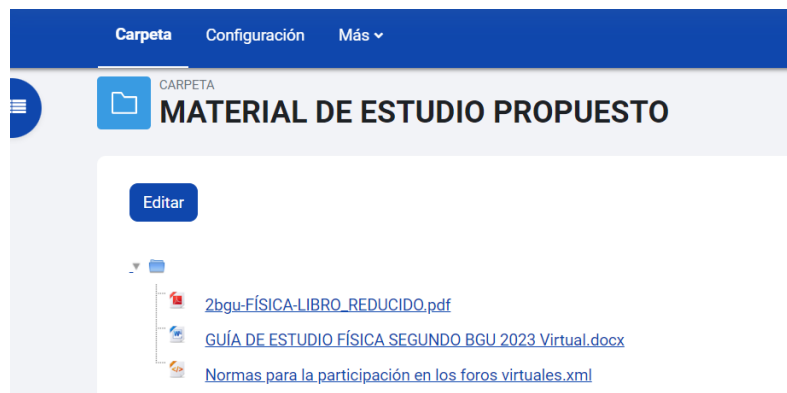 Carpeta Configuración Más
CARPETA
MATERIAL DE ESTUDIO PROPUESTO
Editar
2bgu-FÍSICA-LIBRO_REDUCIDO.pdf
GUÍA DE ESTUDIO FÍSICA SEGUNDO BGU 2023 Virtual.docx
Normas para la participación en los foros virtuales.xml